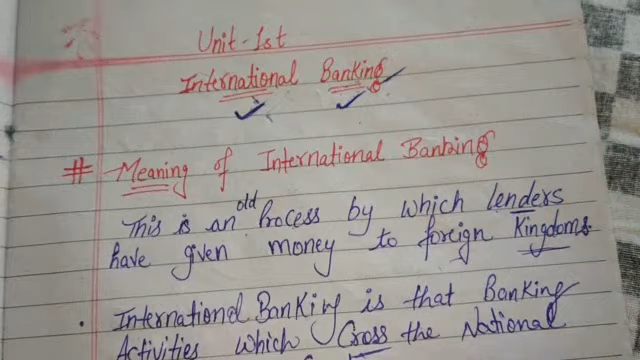 Unit-1st
International Banking
# Meaning of International Banking
This is an old Process by which lenders
have given money to foreign Kingdoms
. International Banking is that Banking
Activities which Cross the National